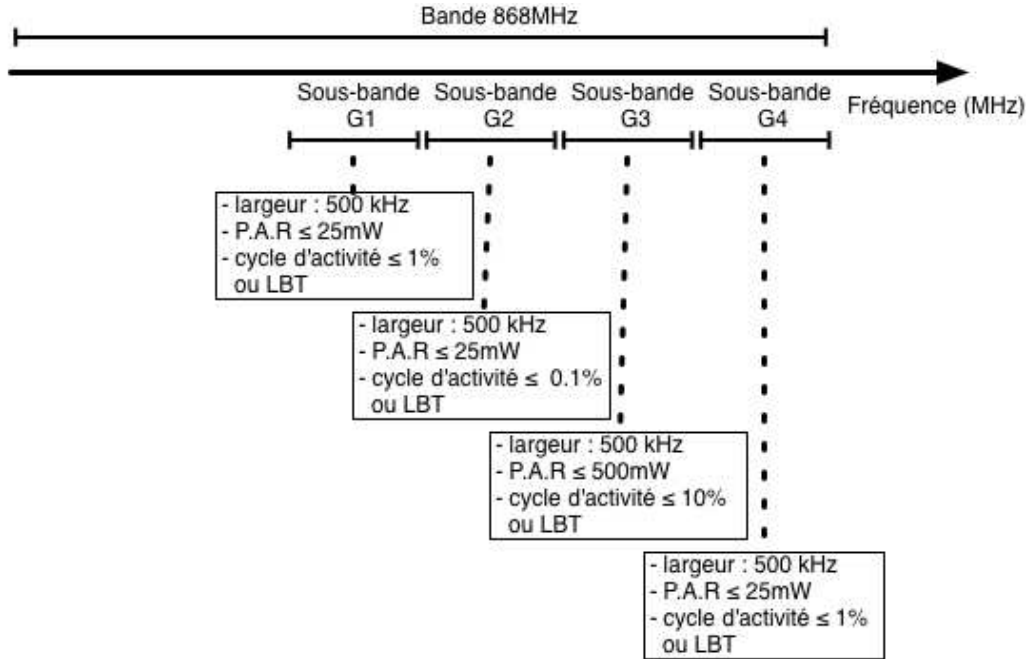 Bande 868MHz
Sous-bande Sous-bande Sous-bande Sous-bande
G1 G2 G3 G4
Fréquence (MHz)
- largeur : 500 kHz
- P.A.R ≤ 25mW
- cycle d'activité ≤ 1%
ou LBT
- largeur : 500 kHz
- P.A.R ≤ 25mW
- cycle d'activité ≤ 0.1%
ou LBT
- largeur : 500 kHz
- P.A.R ≤ 500mW
- cycle d'activité ≤ 10%
ou LBT
- largeur : 500 kHz
- P.A.R ≤ 25mW
- cycle d'activité ≤ 1%
ou LBT